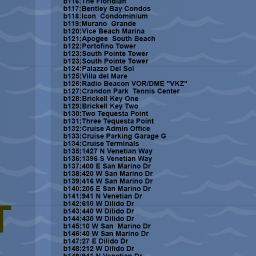 b116:The Floridian
b117:Bentley Bay Condos
b118:Icon  Condominium
b119:Murano  Grande
b120:Vice Beach Marina
b121:Apogee  South Beach
b122:Portofino Tower
b123:South Pointe Tower
b123:South Pointe Tower
b124:Palazzo Del Sol
b125:Villa del Mare
b126:Radio Beacon VOR/DME "VKZ"
b127:Crandon Park  Tennis Center
b128:Brickell Key One
b129:Brickell Key Two
b130:Two Tequesta Point
b131:Three Tequesta Point
b132:Cruise Admin Office
b133:Cruise Parking Garage G
b134:Cruise Terminals
b135:1427 N Venetian Way
b136:1396 S Venetian Way
b137:400 E San Marino Dr
b138:420 W San Marino Dr
b139:416 W San Marino Dr
b140:205 E San Marino Dr
b141:941 N Venetian Dr
b142:610 W Dilido Dr
b143:440 W Dilido Dr
b144:430 W Dilido Dr
b145:10 W San  Marino Dr
b146:40 W San Marino Dr
b147:27 E Dilido Dr
b148:212 W Dilido Dr